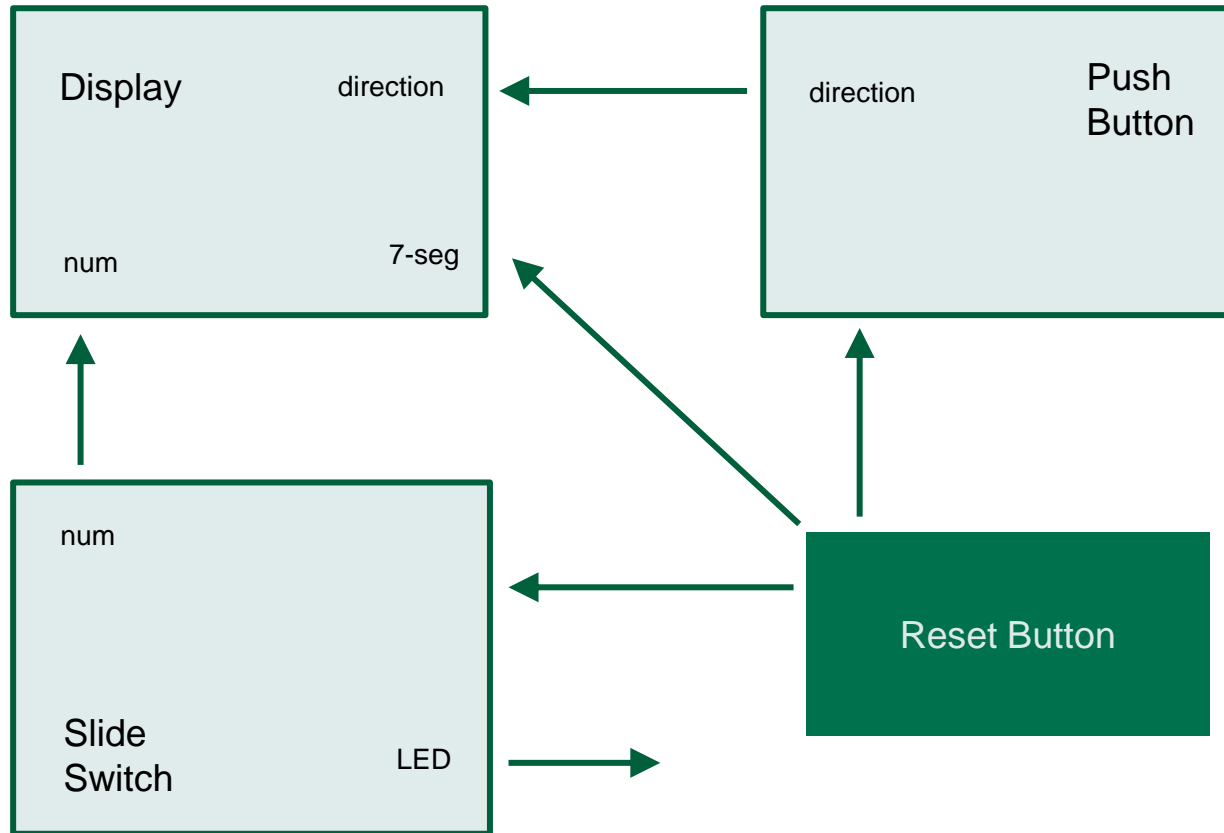 Display
direction
num
7-seg
direction
Push
Button
num
Slide
Switch
LED
Reset Button